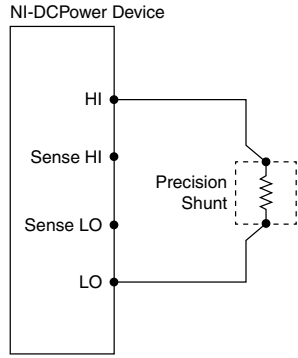 NI-DCPower Device
HI
Sense HI
Precision
Shunt
Sense LO
LO